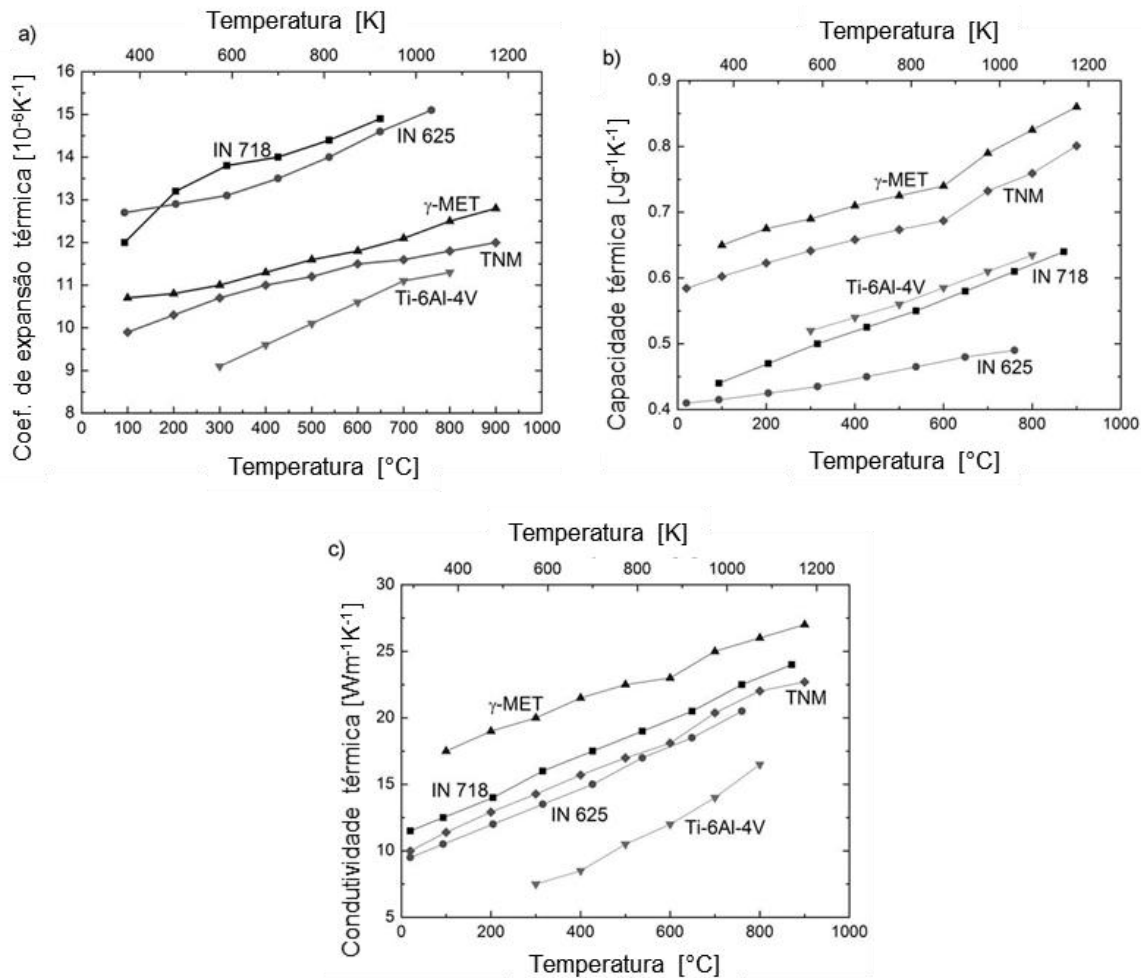 a)
Temperatura [K]
400 600 800 1000 1200
Coef. de expansão térmica [10⁻⁶K⁻¹]
16
15
14
13
12
11
10
9
8
IN 718
IN 625
γ-MET
TNM
Ti-6Al-4V
100 200 300 400 500 600 700 800 900 1000
Temperatura [°C]
b)
Temperatura [K]
400 600 800 1000 1200
Capacidade térmica [Jg⁻¹K⁻¹]
0.9
0.8
0.7
0.6
0.5
0.4
γ-MET
TNM
Ti-6Al-4V
IN 718
IN 625
0 200 400 600 800 1000
Temperatura [°C]
c)
Temperatura [K]
400 600 800 1000 1200
Condutividade térmica [Wm⁻¹K⁻¹]
30
25
20
15
10
5
γ-MET
TNM
IN 718
IN 625
Ti-6Al-4V
0 200 400 600 800 1000
Temperatura [°C]